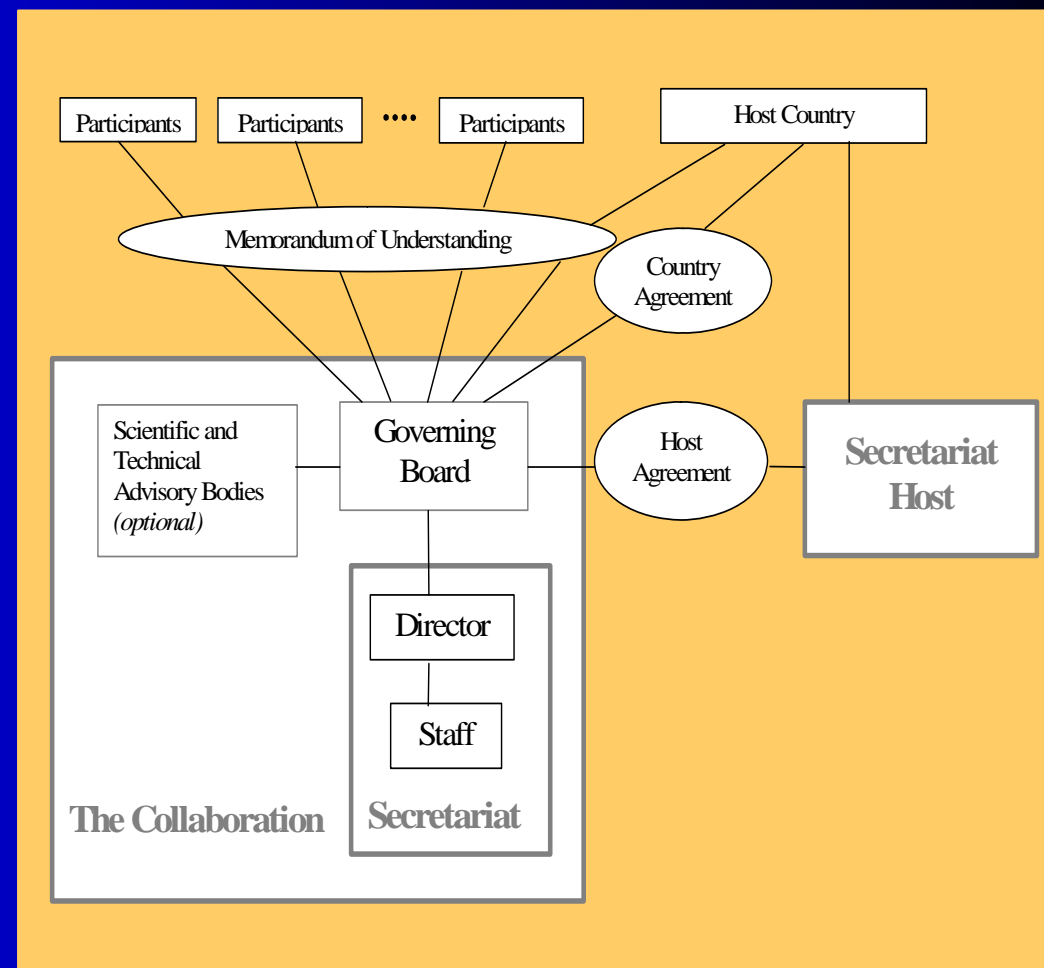 Participants
Participants
....
Participants
Host Country
Memorandum of Understanding
Country
Agreement
Scientific and
Technical
Advisory Bodies
(optional)
Governing
Board
Host
Agreement
Secretariat
Host
Director
Staff
The Collaboration
Secretariat